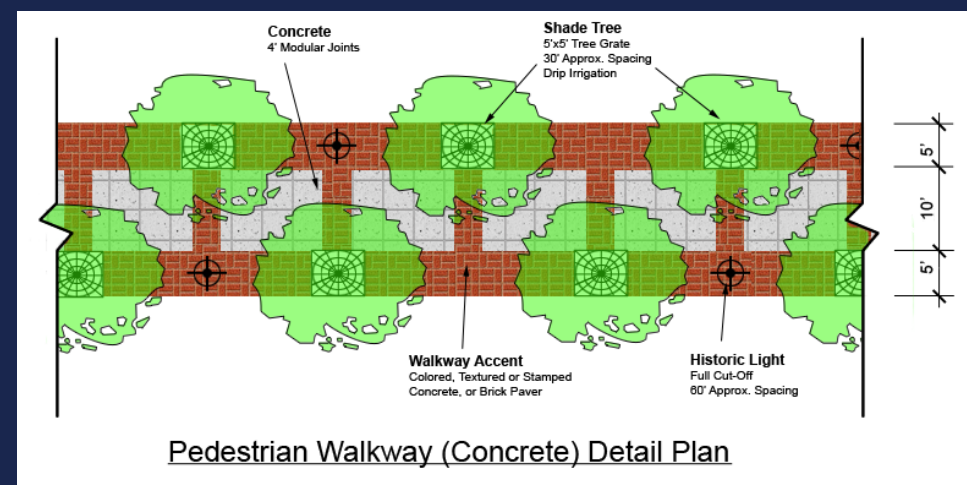 Concrete
4' Modular Joints
Shade Tree
5'x5' Tree Grate
30' Approx. Spacing
Drip Irrigation
5'
10'
5'
Walkway Accent
Colored, Textured or Stamped
Concrete, or Brick Paver
Historic Light
Full Cut-Off
60' Approx. Spacing
Pedestrian Walkway (Concrete) Detail Plan